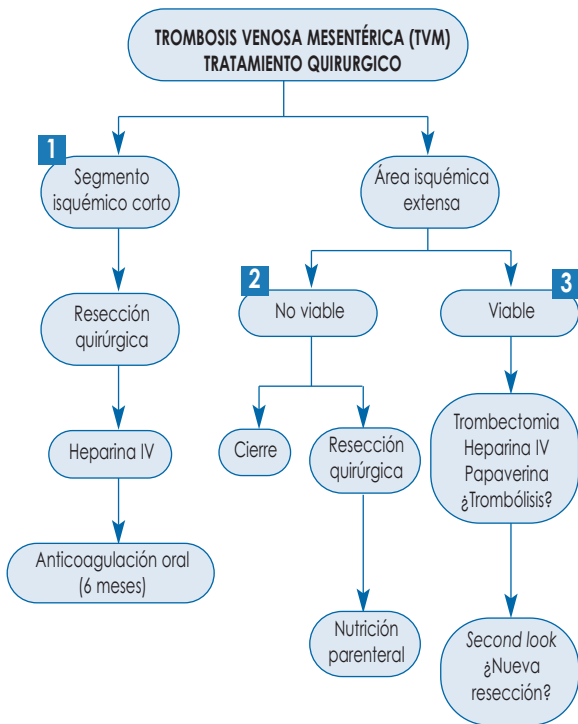 TROMBOSIS VENOSA MESENTÉRICA (TVM)
TRATAMIENTO QUIRURGICO
1
Segmento
isquémico corto
Área isquémica
extensa
2
No viable
3
Viable
Resección
quirúrgica
Heparina IV
Cierre
Resección
quirúrgica
Trombectomia
Heparina IV
Papaverina
¿Trombólisis?
Anticoagulación oral
(6 meses)
Nutrición
parenteral
Second look
¿Nueva
resección?